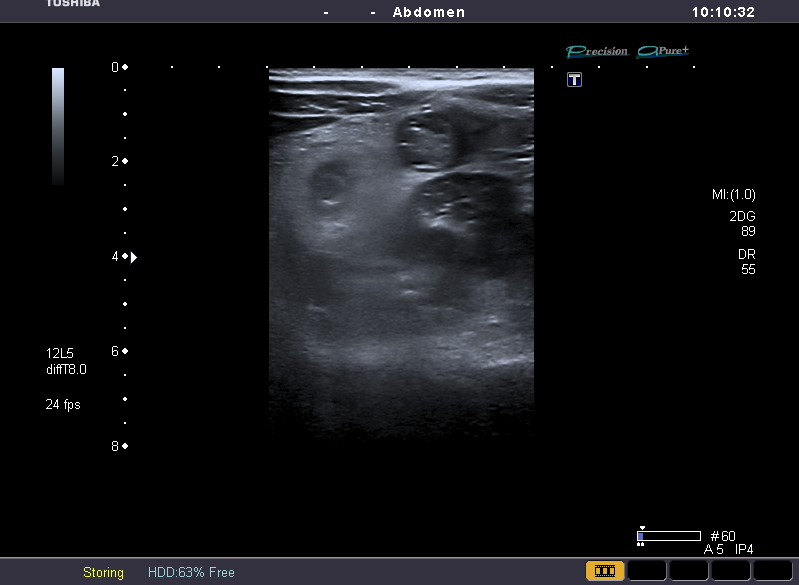 TOSHIBA
- - Abdomen 10:10:32
Precision APure+
T
0
2
4
6
8
MI:(1.0)
2DG
89
DR
55
12L5
diffT8.0
24 fps
#60
A 5 IP4
Storing HDD:63% Free